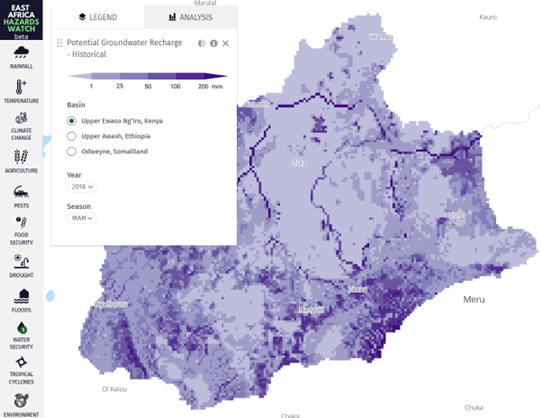 EAST
AFRICA
HAZARDS
WATCH
beta
RAINFALL
TEMPERATURE
CLIMATE
CHANGE
AGRICULTURE
PESTS
FOOD
SECURITY
DROUGHT
FLOODS
WATER
SECURITY
TROPICAL
CYCLONES
ENVIRONMENT
LEGEND
ANALYSIS
Potential Groundwater Recharge
- Historical
1 25 50 100 200 mm
Basin
Upper Ewaso Ng'iro, Kenya
Upper Awash, Ethiopia
Odweyne, Somaliland
Year
2018
Season
MAM
Maralal
Kauro
Wamba
Tura
Isiolo
Timau
Meru
Nanyuki
Nyahururu
Ol Kalou
Chaka
Chuka